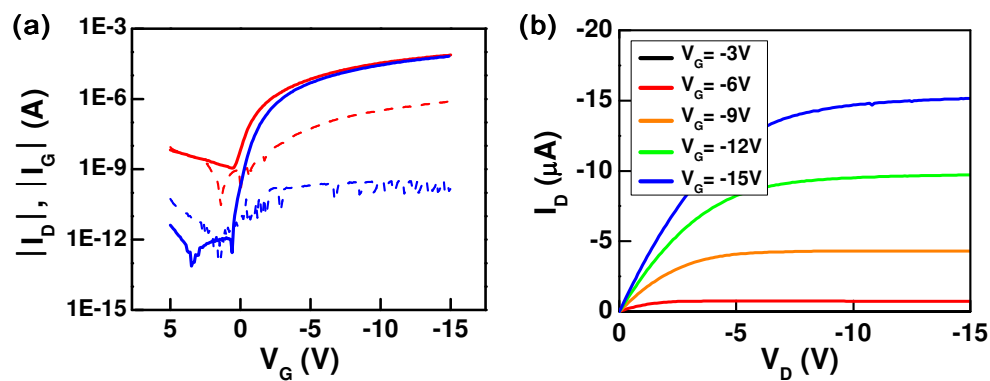 (a)
1E-3
1E-6
1E-9
1E-12
1E-15
|I_D|, |I_G| (A)
5 0 -5 -10 -15
V_G (V)
(b)
-20
-15
-10
-5
0
I_D (μA)
V_G= -3V
V_G= -6V
V_G= -9V
V_G= -12V
V_G= -15V
0 -5 -10 -15
V_D (V)